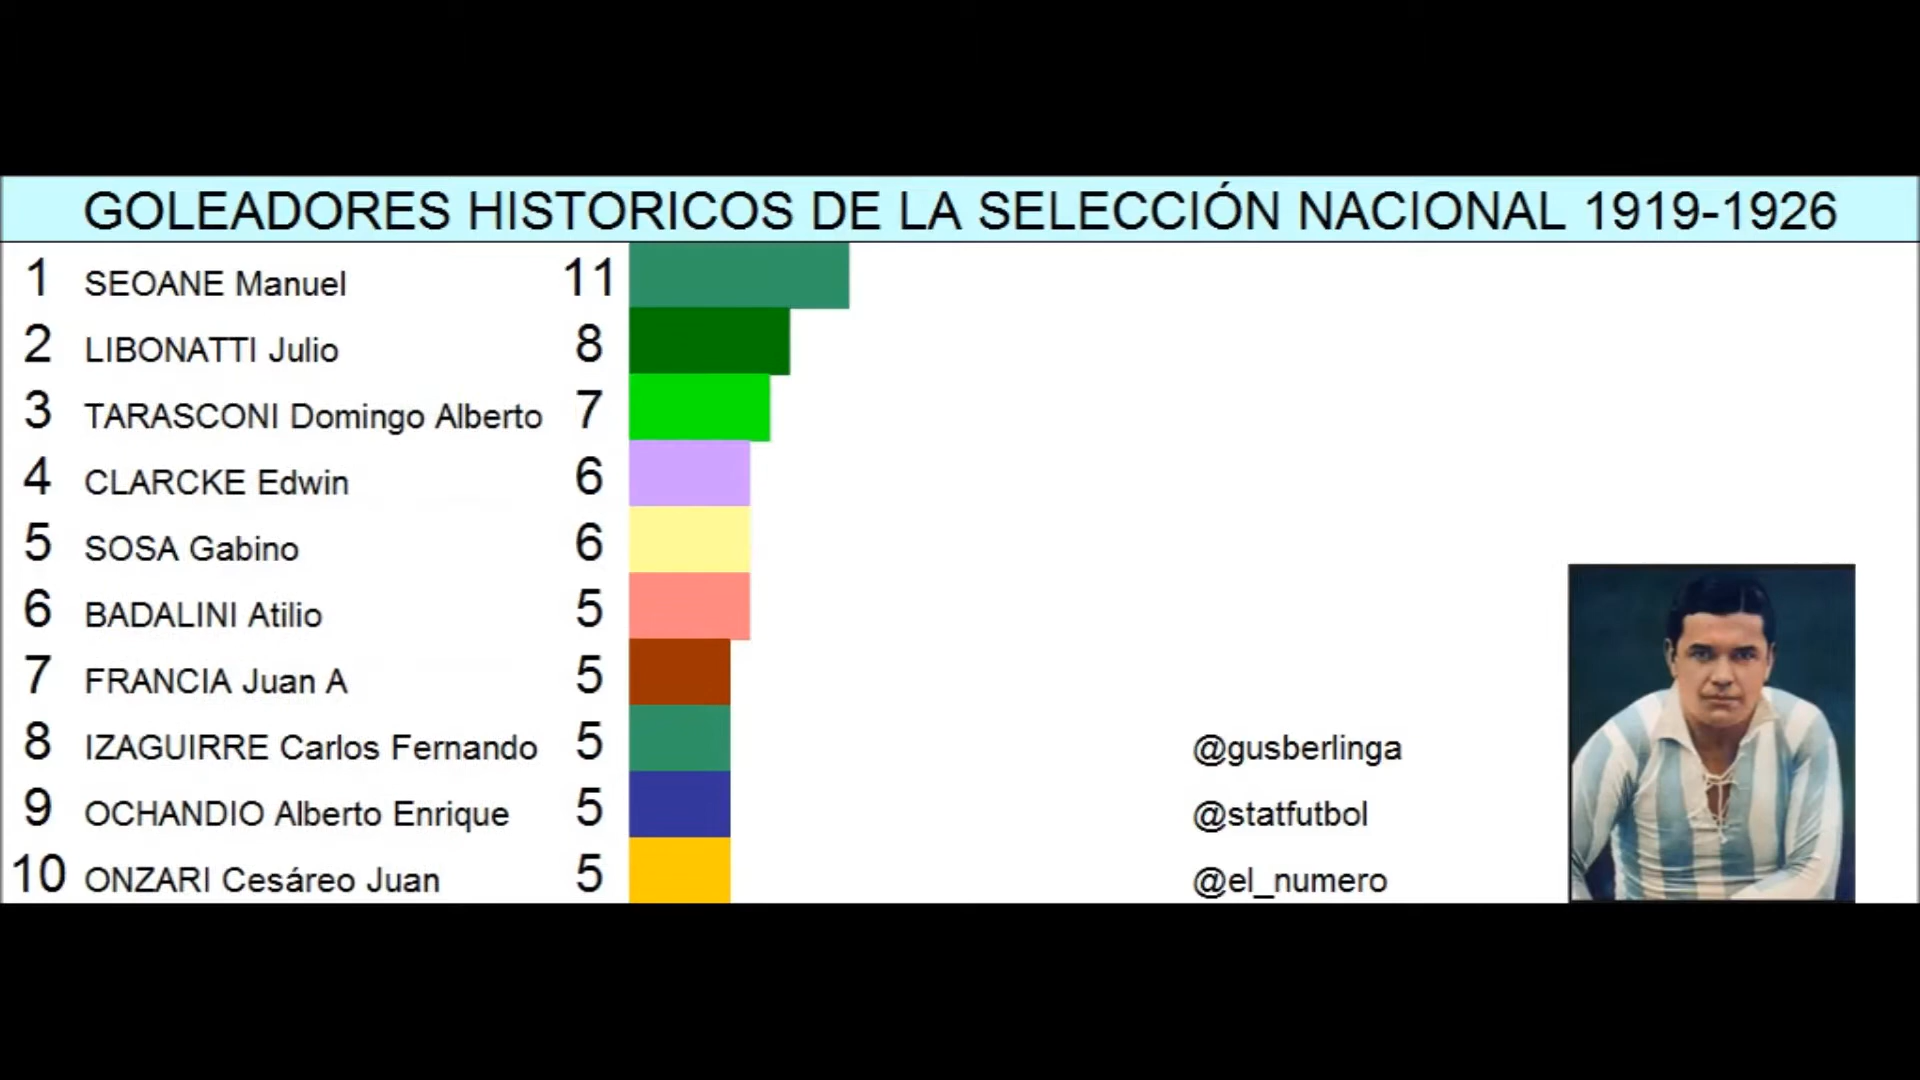 GOLEADORES HISTORICOS DE LA SELECCIÓN NACIONAL 1919-1926
1 SEOANE Manuel 11
2 LIBONATTI Julio 8
3 TARASCONI Domingo Alberto 7
4 CLARCKE Edwin 6
5 SOSA Gabino 6
6 BADALINI Atilio 5
7 FRANCIA Juan A 5
8 IZAGUIRRE Carlos Fernando 5 @gusberlinga
9 OCHANDIO Alberto Enrique 5 @statfutbol
10 ONZARI Cesáreo Juan 5 @el_numero